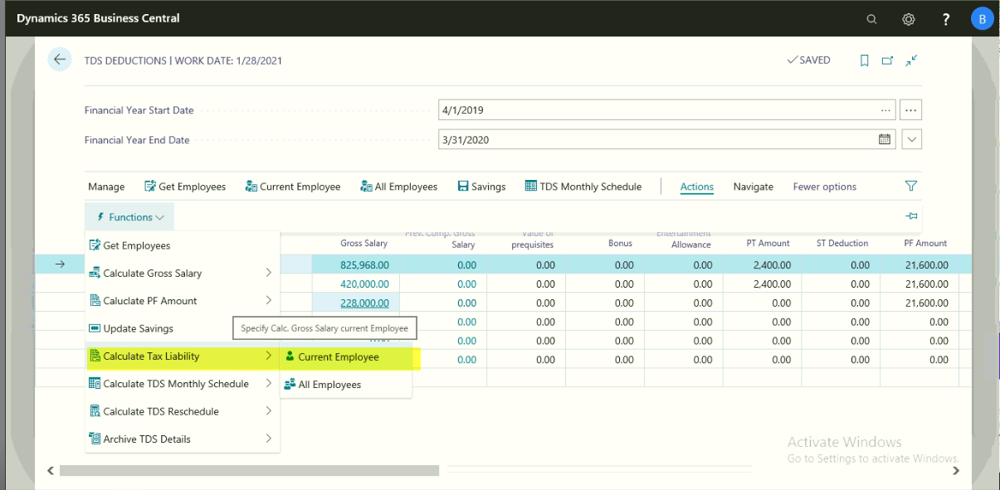 Dynamics 365 Business Central
?
B
TDS DEDUCTIONS | WORK DATE: 1/28/2021
SAVED
Financial Year Start Date
4/1/2019
Financial Year End Date
3/31/2020
Manage Get Employees Current Employee All Employees Savings TDS Monthly Schedule Actions Navigate Fewer options
Functions
Gross Salary Prev. Comp. Gross Salary Value of prequisites Bonus Entertainment Allowance PT Amount ST Deduction PF Amount
Get Employees
Calculate Gross Salary
Caluclate PF Amount
Update Savings
Calculate Tax Liability
Calculate TDS Monthly Schedule
Calculate TDS Reschedule
Archive TDS Details
Specify Calc. Gross Salary current Employee
Current Employee
All Employees
825,968.00 0.00 0.00 0.00 0.00 2,400.00 0.00 21,600.00
420,000.00 0.00 0.00 0.00 0.00 2,400.00 0.00 21,600.00
228,000.00 0.00 0.00 0.00 0.00 0.00 0.00 21,600.00
0.00 0.00 0.00 0.00 0.00 0.00 0.00
0.00 0.00 0.00 0.00 0.00 0.00 0.00
0.00 0.00 0.00 0.00 0.00 0.00 0.00
Activate Windows
Go to Settings to activate Windows.